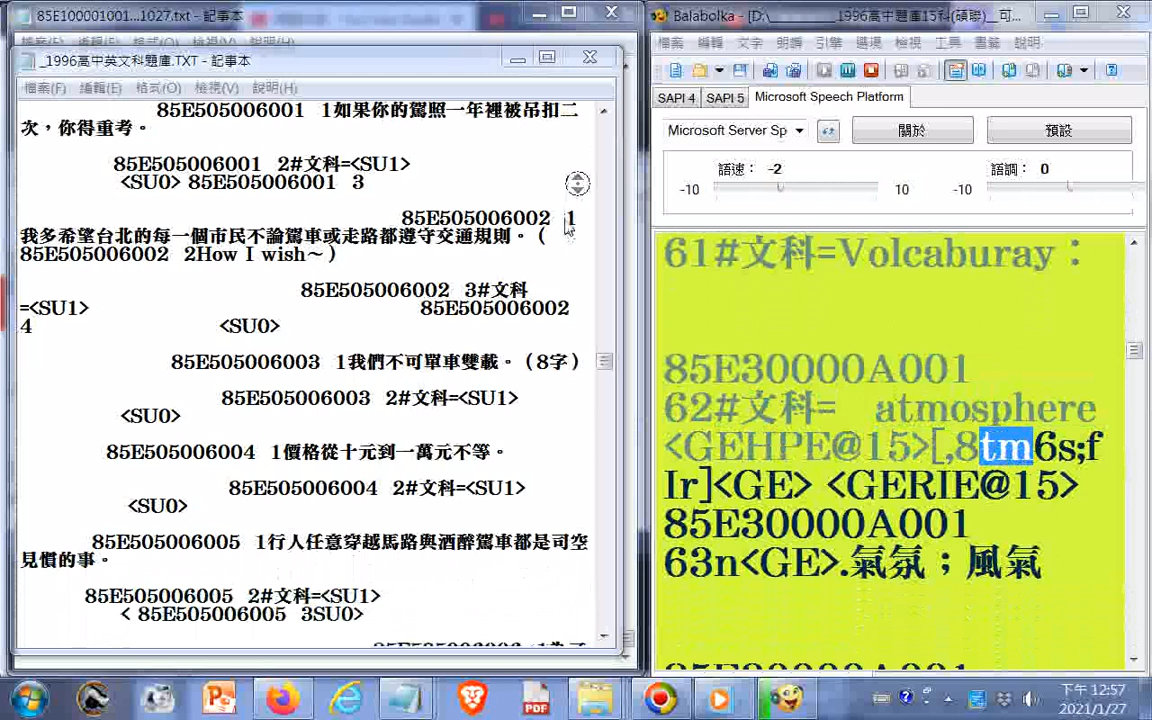 85E100001001...1027.txt - 記事本
_1996高中英文科題庫.TXT - 記事本
檔案(F) 編輯(E) 格式(O) 檢視(V) 說明(H)
85E505006001 1如果你的駕照一年裡被吊扣二
次，你得重考。
85E505006001 2#文科=<SU1>
<SU0> 85E505006001 3
85E505006002 1
我多希望台北的每一個市民不論駕車或走路都遵守交通規則。(
85E505006002 2How I wish～)
85E505006002 3#文科
=<SU1> 85E505006002
4 <SU0>
85E505006003 1我們不可單車雙載。(8字)
85E505006003 2#文科=<SU1>
<SU0>
85E505006004 1價格從十元到一萬元不等。
85E505006004 2#文科=<SU1>
<SU0>
85E505006005 1行人任意穿越馬路與酒醉駕車都是司空
見慣的事。
85E505006005 2#文科=<SU1>
< 85E505006005 3SU0>
Balabolka - [D:\________1996高中題庫15科(碩聯)__可...
檔案 編輯 文字 朗讀 引擎 選項 檢視 工具 書籤 說明
SAPI 4 SAPI 5 Microsoft Speech Platform
Microsoft Server Sp 關於 預設
語速： -2 語調： 0
-10 10 -10
61#文科=Volcaburay：
85E30000A001
62#文科= atmosphere
<GEHPE@15>[,8tm6s;f
Ir]<GE> <GERIE@15>
85E30000A001
63n<GE>.氣氛；風氣
85E30000A001
PDF
下午 12:57
2021/1/27